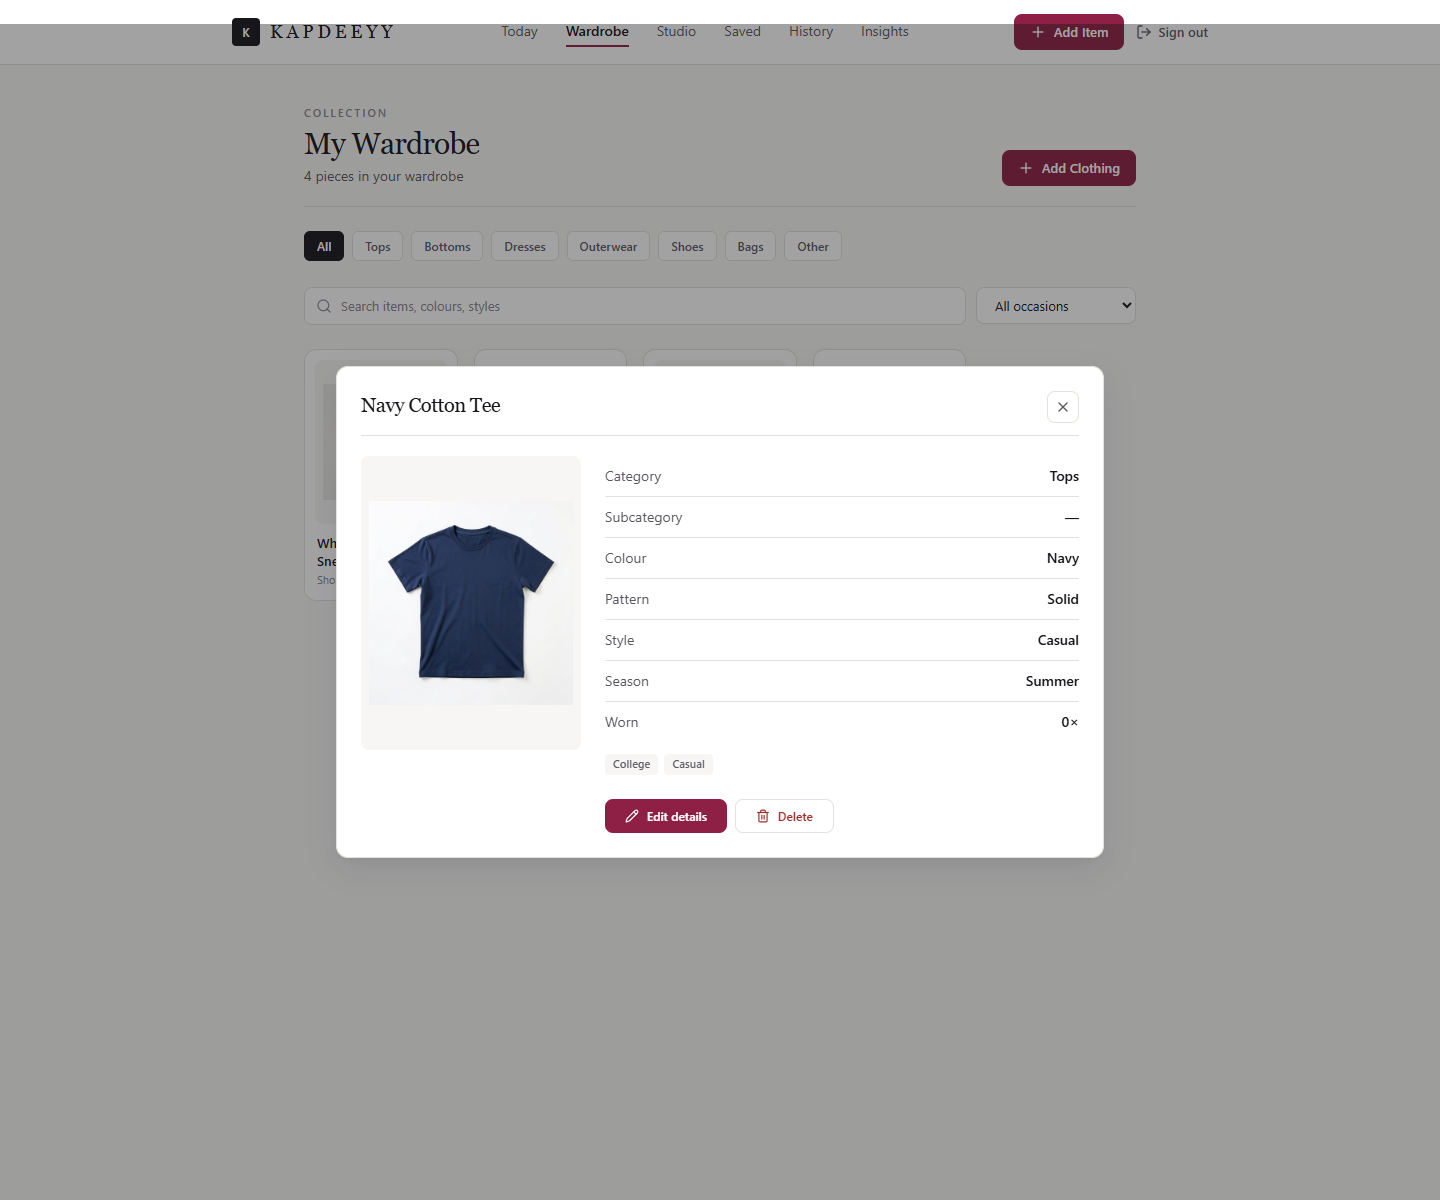 K KAPDEEYY Today Wardrobe Studio Saved History Insights Add Item Sign out
COLLECTION
My Wardrobe
4 pieces in your wardrobe
Add Clothing
All Tops Bottoms Dresses Outerwear Shoes Bags Other
Search items, colours, styles
All occasions
Navy Cotton Tee
Category Tops
Subcategory —
Colour Navy
Pattern Solid
Style Casual
Season Summer
Worn 0×
College Casual
Edit details Delete